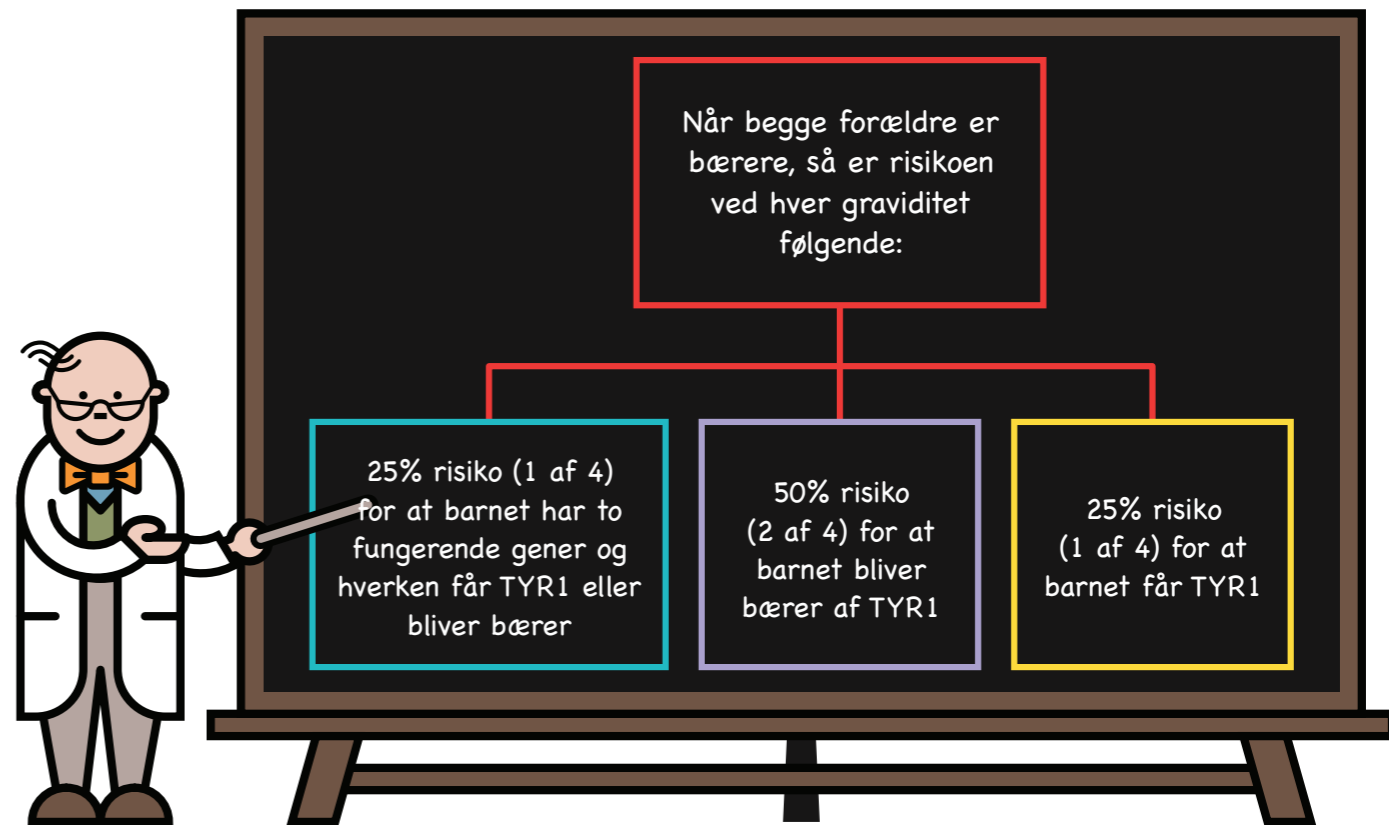 Når begge forældre er
bærere, så er risikoen
ved hver graviditet
følgende:
25% risiko (1 af 4)
for at barnet har to
fungerende gener og
hverken får TYR1 eller
bliver bærer
50% risiko
(2 af 4) for at
barnet bliver
bærer af TYR1
25% risiko
(1 af 4) for at
barnet får TYR1